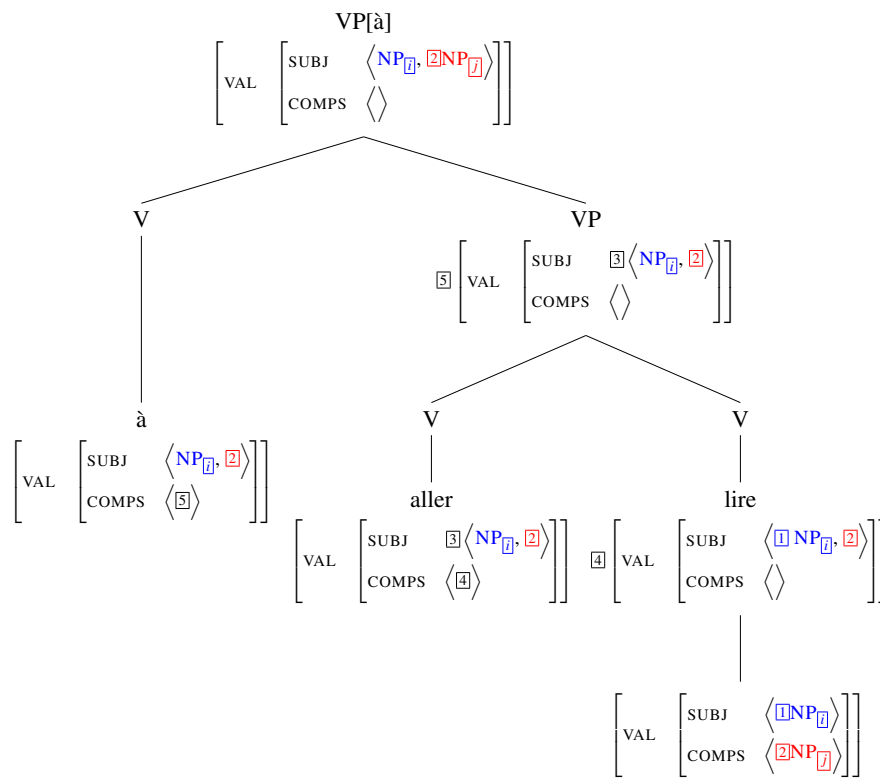 VP[à]
[VAL [SUBJ ⟨NP[i], [2]NP[j]⟩
COMPS ⟨⟩]]
V VP
[5] [VAL [SUBJ [3]⟨NP[i], [2]⟩
COMPS ⟨⟩]]
à
[VAL [SUBJ ⟨NP[i], [2]⟩
COMPS ⟨[5]⟩]]
V V
aller lire
[VAL [SUBJ [3]⟨NP[i], [2]⟩
COMPS ⟨[4]⟩]]
[4] [VAL [SUBJ ⟨[1] NP[i], [2]⟩
COMPS ⟨⟩]]
[VAL [SUBJ ⟨[1]NP[i]⟩
COMPS ⟨[2]NP[j]⟩]]